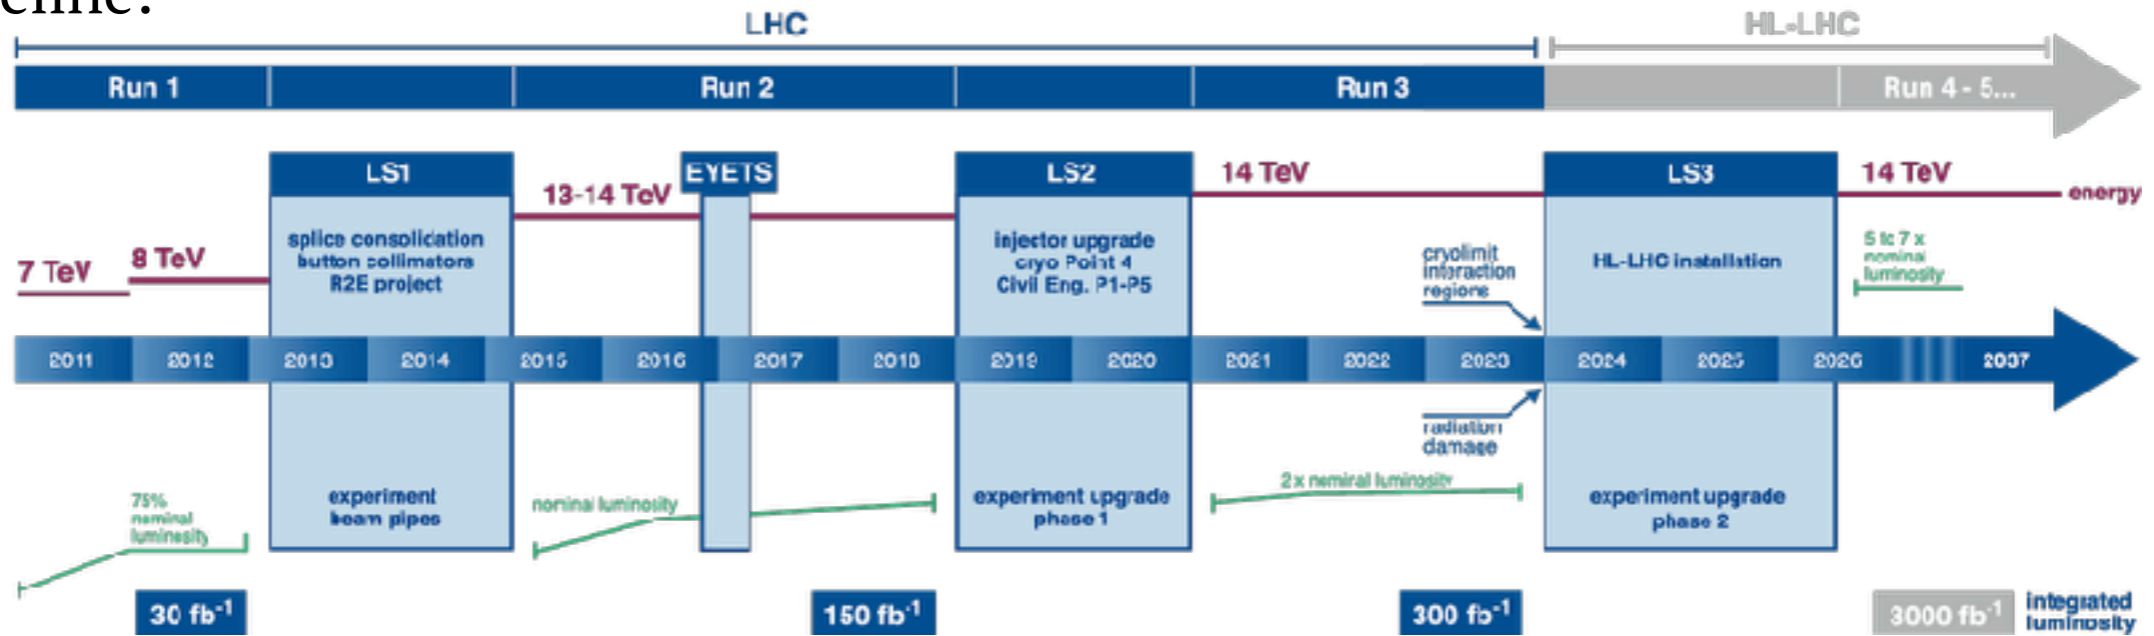 LHC
HL-LHC
Run 1
Run 2
Run 3
Run 4 - 5...
LS1
EYETS
LS2
LS3
14 TeV
14 TeV
energy
13-14 TeV
8 TeV
7 TeV
splice consolidation
button collimators
R2E project
injector upgrade
cryo Point 4
Civil Eng. P1-P5
cryolimit
interaction
regions
HL-LHC installation
5 to 7 x
nominal
luminosity
2011 2012 2013 2014 2015 2016 2017 2018 2019 2020 2021 2022 2023 2024 2025 2026 2037
radiation
damage
75%
nominal
luminosity
experiment
beam pipes
nominal luminosity
experiment upgrade
phase 1
2 x nominal luminosity
experiment upgrade
phase 2
30 fb⁻¹
150 fb⁻¹
300 fb⁻¹
3000 fb⁻¹
integrated
luminosity